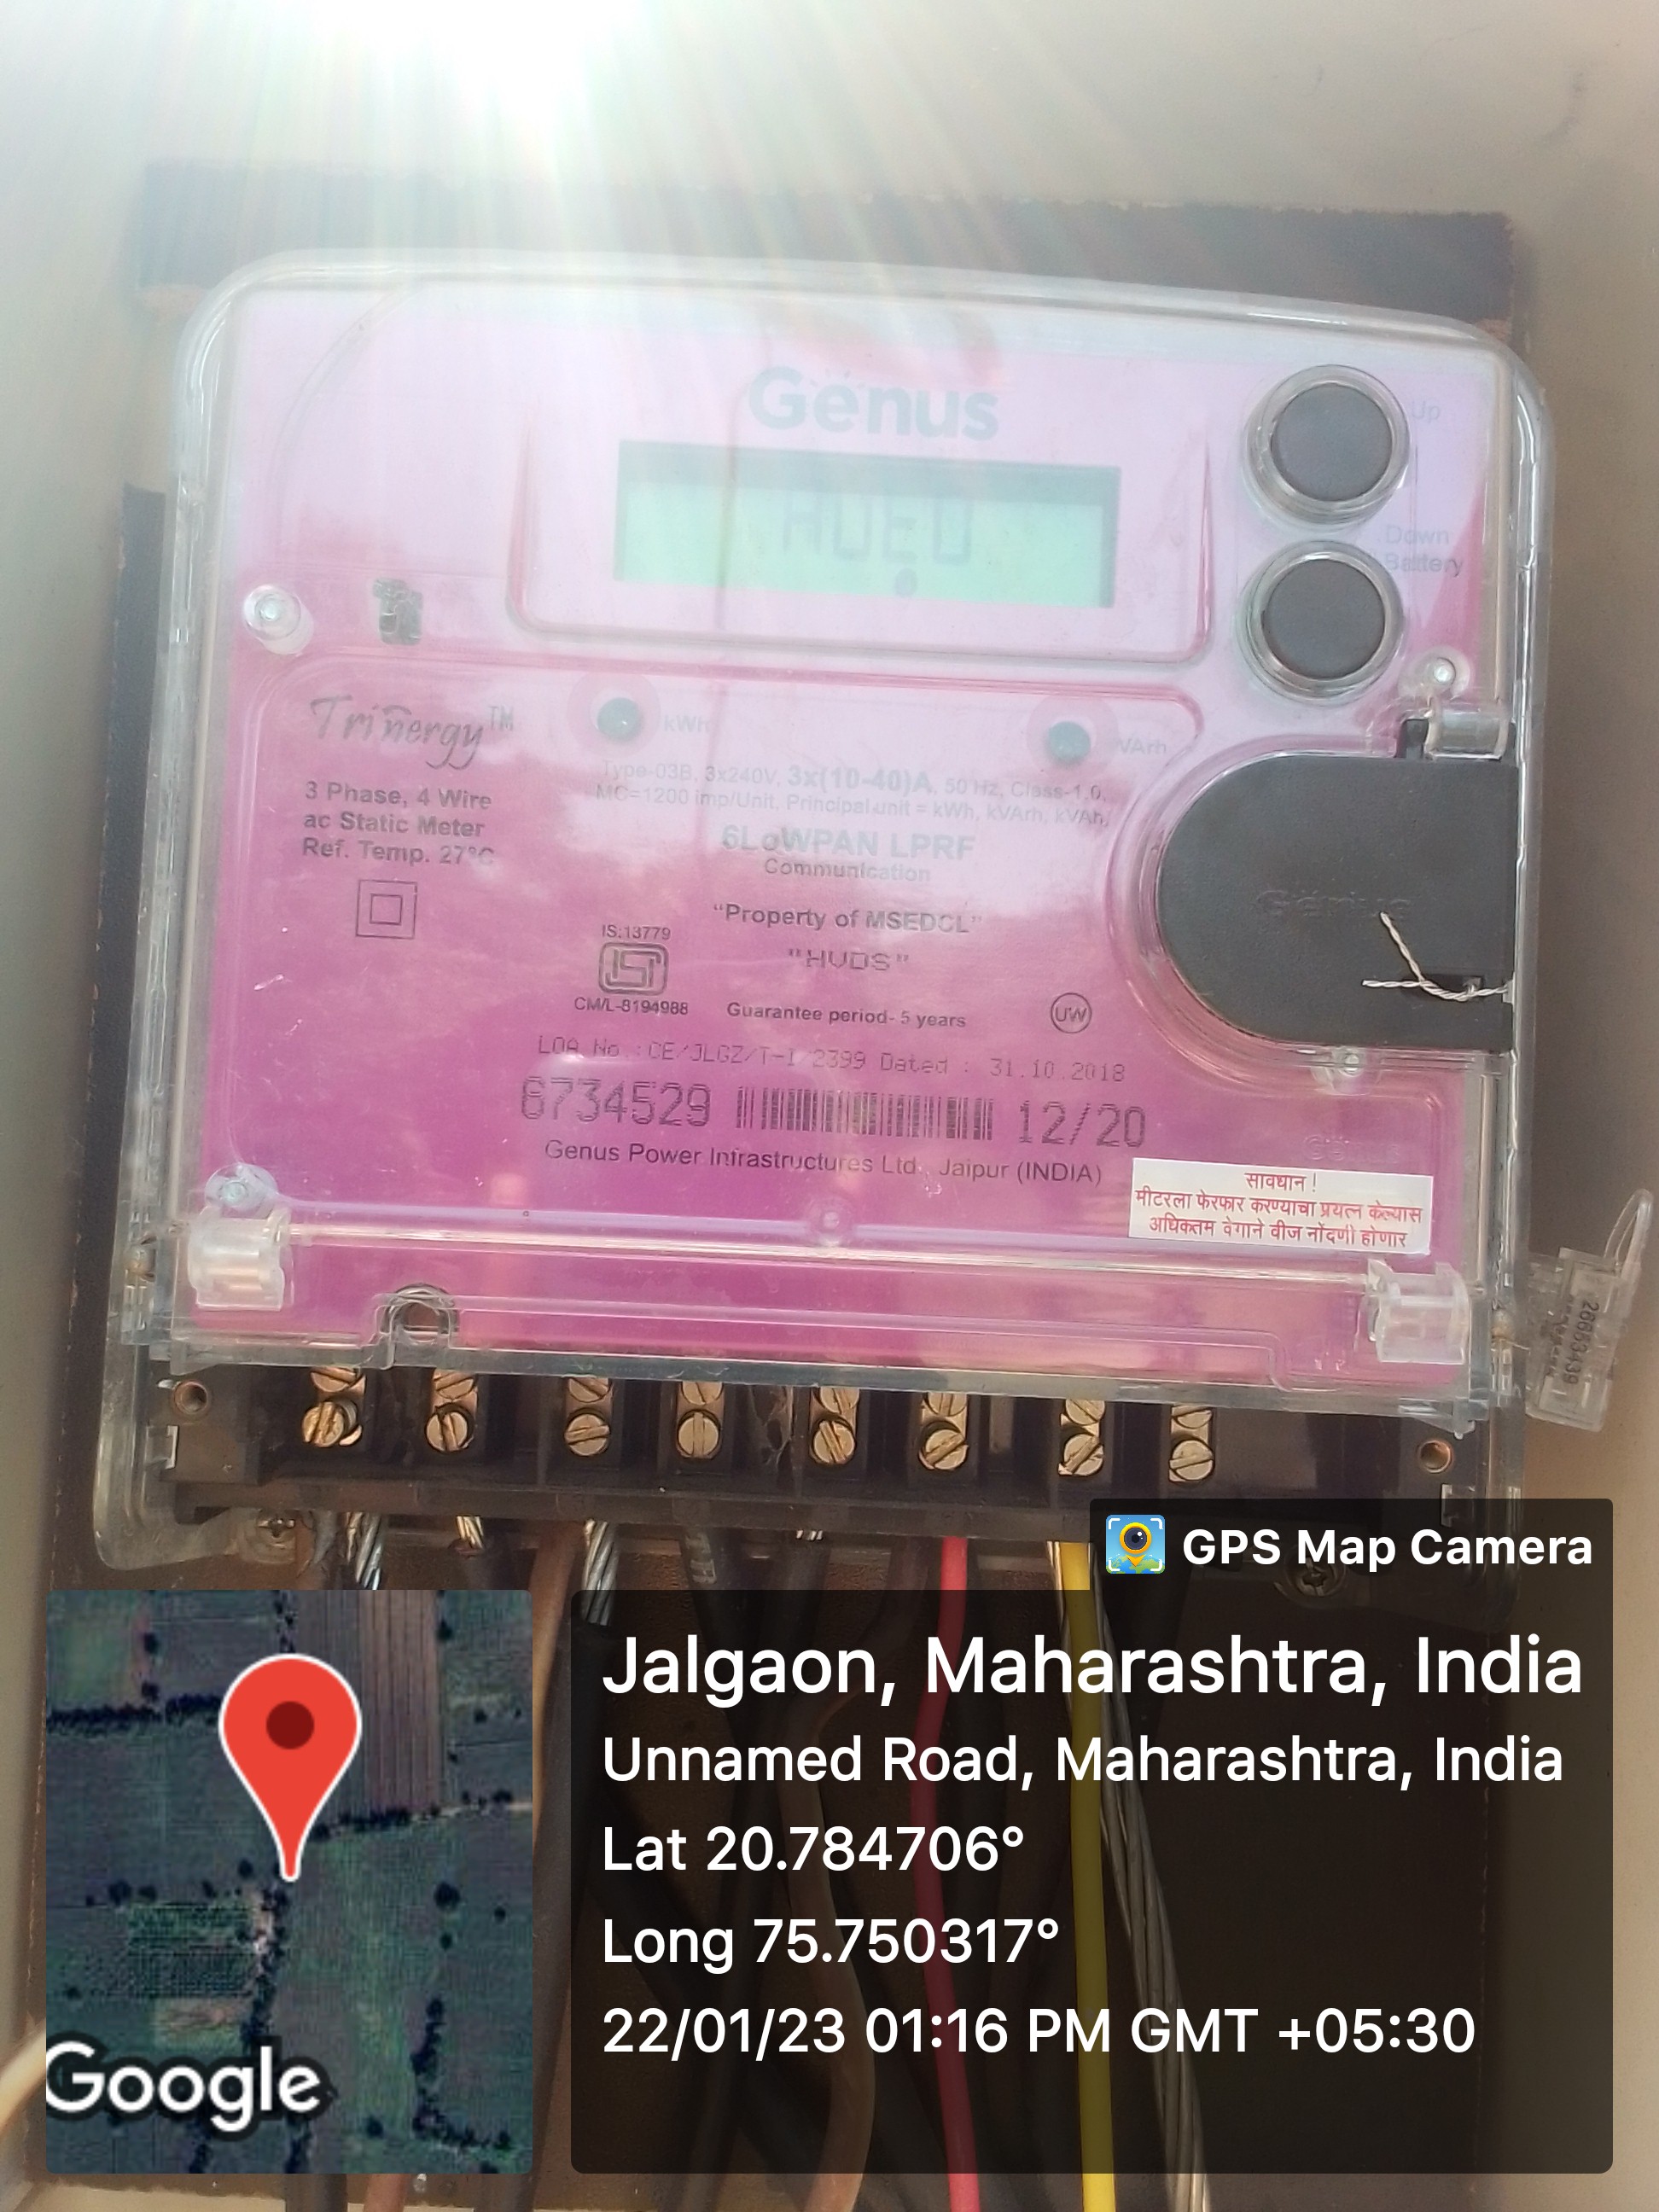 Genus
Up
Down
Battery
Trinergy™
kWh
3 Phase, 4 Wire
ac Static Meter
Ref. Temp. 27°C
Type-03B, 3x240V, 3x(10-40)A, 50 Hz, Class-1.0,
MC=1200 imp/Unit, Principal unit = kWh, kVArh, kVAh,
6LoWPAN LPRF
Communication
"Property of MSEDCL"
"HVDS"
IS:13779
CM/L-8194988
Guarantee period- 5 years
UW
Genus
LOA No.:CE/JLGZ/T-1/2399 Dated : 31.10.2018
6734529 12/20
Genus Power Infrastructures Ltd., Jaipur (INDIA)
सावधान !
मीटरला फेरफार करण्याचा प्रयत्न केल्यास
अधिकतम वेगाने वीज नोंदणी होणार
GPS Map Camera
Jalgaon, Maharashtra, India
Unnamed Road, Maharashtra, India
Lat 20.784706°
Long 75.750317°
22/01/23 01:16 PM GMT +05:30
Google